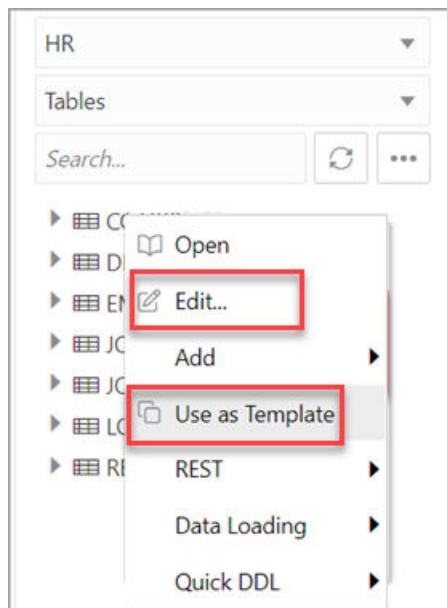 HR
Tables
Search...
Open
Edit...
Add
Use as Template
REST
Data Loading
Quick DDL